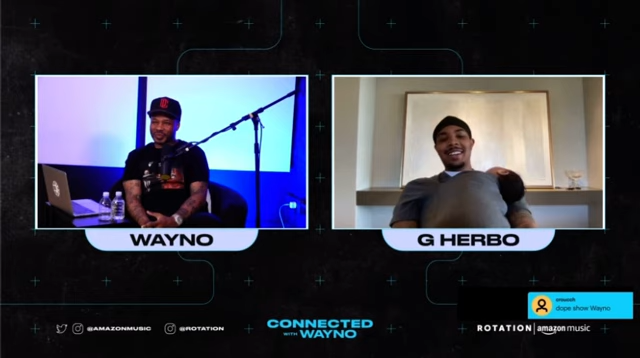 WAYNO
G HERBO
dope show Wayno
@AMAZONMUSIC
@ROTATION
CONNECTED
WITH WAYNO
ROTATION | amazon music